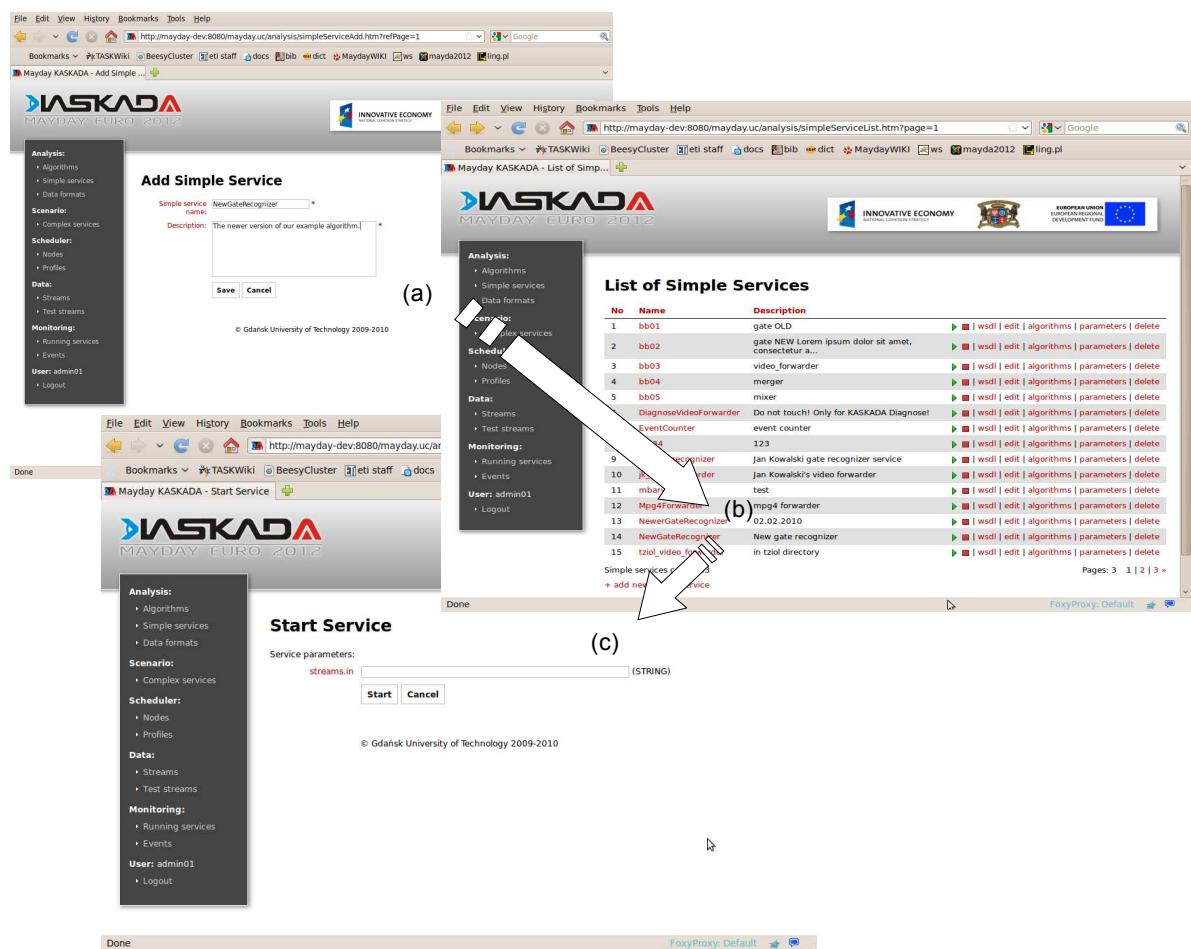 File Edit View History Bookmarks Tools Help
http://mayday-dev:8080/mayday.uc/analysis/simpleServiceAdd.htm?refPage=1 Google
Bookmarks TASKWiki BeesyCluster eti staff docs bib dict MaydayWIKI ws mayda2012 ling.pl
Mayday KASKADA - Add Simple ...
KASKADA
MAYDAY EURO 2012
INNOVATIVE ECONOMY
NATIONAL COHESION STRATEGY
Analysis:
Algorithms
Simple services
Data formats
Scenario:
Complex services
Scheduler:
Nodes
Profiles
Data:
Streams
Test streams
Monitoring:
Running services
Events
User: admin01
Logout
Add Simple Service
Simple service name: NewGateRecognizer *
Description: The newer version of our example algorithm. *
Save Cancel
© Gdańsk University of Technology 2009-2010
Done
(a)
File Edit View History Bookmarks Tools Help
http://mayday-dev:8080/mayday.uc/analysis/simpleServiceList.htm?page=1 Google
Bookmarks TASKWiki BeesyCluster eti staff docs bib dict MaydayWIKI ws mayda2012 ling.pl
Mayday KASKADA - List of Simp...
KASKADA
MAYDAY EURO 2012
INNOVATIVE ECONOMY
NATIONAL COHESION STRATEGY
EUROPEAN UNION
EUROPEAN REGIONAL
DEVELOPMENT FUND
Analysis:
Algorithms
Simple services
Data formats
Nodes
Profiles
Data:
Streams
Test streams
Monitoring:
Running services
Events
User: admin01
Logout
List of Simple Services
No Name Description
1 bb01 gate OLD | wsdl | edit | algorithms | parameters | delete
2 bb02 gate NEW Lorem ipsum dolor sit amet, consectetur a... | wsdl | edit | algorithms | parameters | delete
3 bb03 video_forwarder | wsdl | edit | algorithms | parameters | delete
4 bb04 merger | wsdl | edit | algorithms | parameters | delete
5 bb05 mixer | wsdl | edit | algorithms | parameters | delete
DiagnoseVideoForwarder Do not touch! Only for KASKADA Diagnose! | wsdl | edit | algorithms | parameters | delete
EventCounter event counter | wsdl | edit | algorithms | parameters | delete
123 | wsdl | edit | algorithms | parameters | delete
9 Jan Kowalski gate recognizer service | wsdl | edit | algorithms | parameters | delete
10 Jan Kowalski's video forwarder | wsdl | edit | algorithms | parameters | delete
11 test | wsdl | edit | algorithms | parameters | delete
12 Mpg4Forwarder mpg4 forwarder | wsdl | edit | algorithms | parameters | delete
13 NewerGateRecognizer 02.02.2010 | wsdl | edit | algorithms | parameters | delete
14 NewGateRecognizer New gate recognizer | wsdl | edit | algorithms | parameters | delete
15 in tziol directory | wsdl | edit | algorithms | parameters | delete
Simple services Pages: 3 1 | 2 | 3 »
+ add service
Done FoxyProxy: Default
(b)
File Edit View History Bookmarks Tools Help
http://mayday-dev:8080/mayday.uc/ar
Bookmarks TASKWiki BeesyCluster eti staff docs
Mayday KASKADA - Start Service
KASKADA
MAYDAY EURO 2012
Analysis:
Algorithms
Simple services
Data formats
Scenario:
Complex services
Scheduler:
Nodes
Profiles
Data:
Streams
Test streams
Monitoring:
Running services
Events
User: admin01
Logout
(c)
Start Service
Service parameters:
streams.in (STRING)
Start Cancel
© Gdańsk University of Technology 2009-2010
Done FoxyProxy: Default